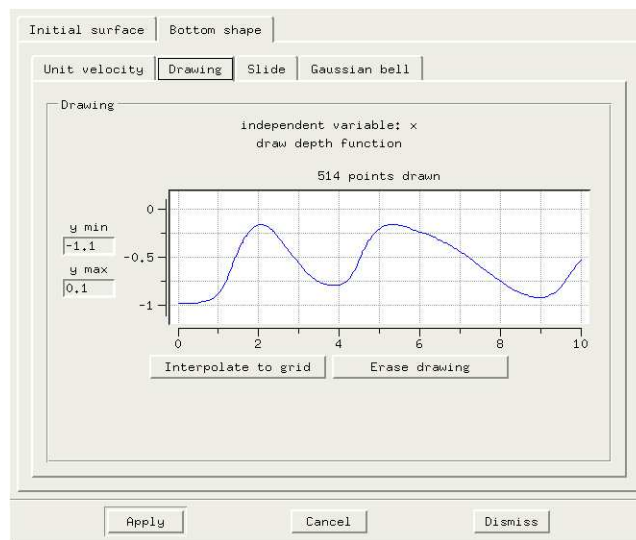 Initial surface Bottom shape
Unit velocity Drawing Slide Gaussian bell
Drawing
independent variable: x
draw depth function
514 points drawn
y min
-1.1
y max
0.1
0
-0.5
-1
0 2 4 6 8 10
Interpolate to grid Erase drawing
Apply Cancel Dismiss